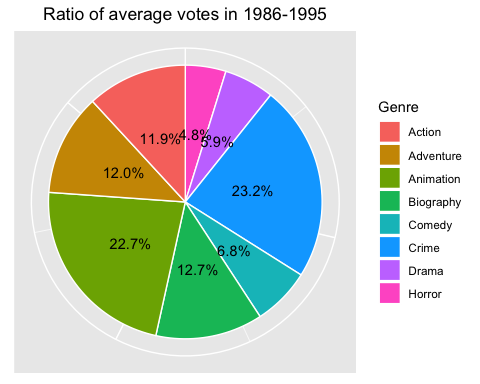 Ratio of average votes in 1986-1995
11.9%
4.8%
5.9%
12.0%
23.2%
22.7%
6.8%
12.7%
Genre
Action
Adventure
Animation
Biography
Comedy
Crime
Drama
Horror